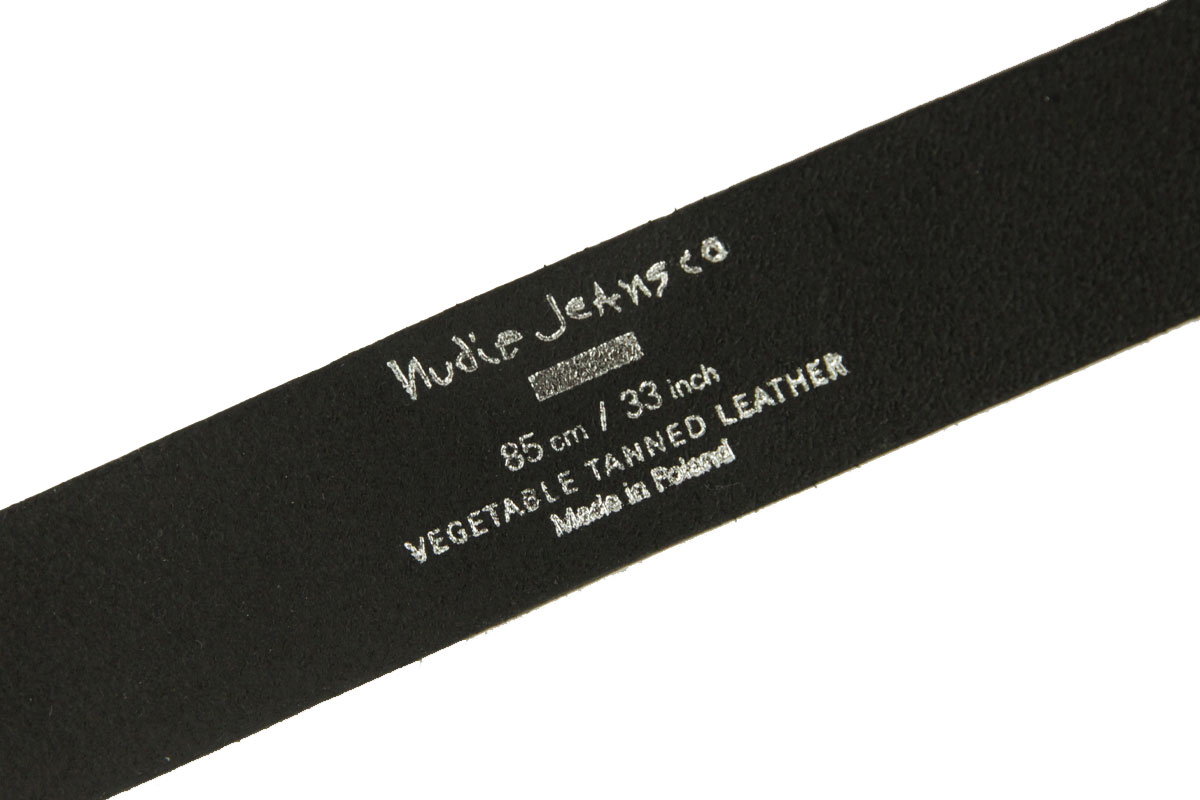 Nudie Jeans co
85 cm / 33 inch
VEGETABLE TANNED LEATHER
Made in Poland